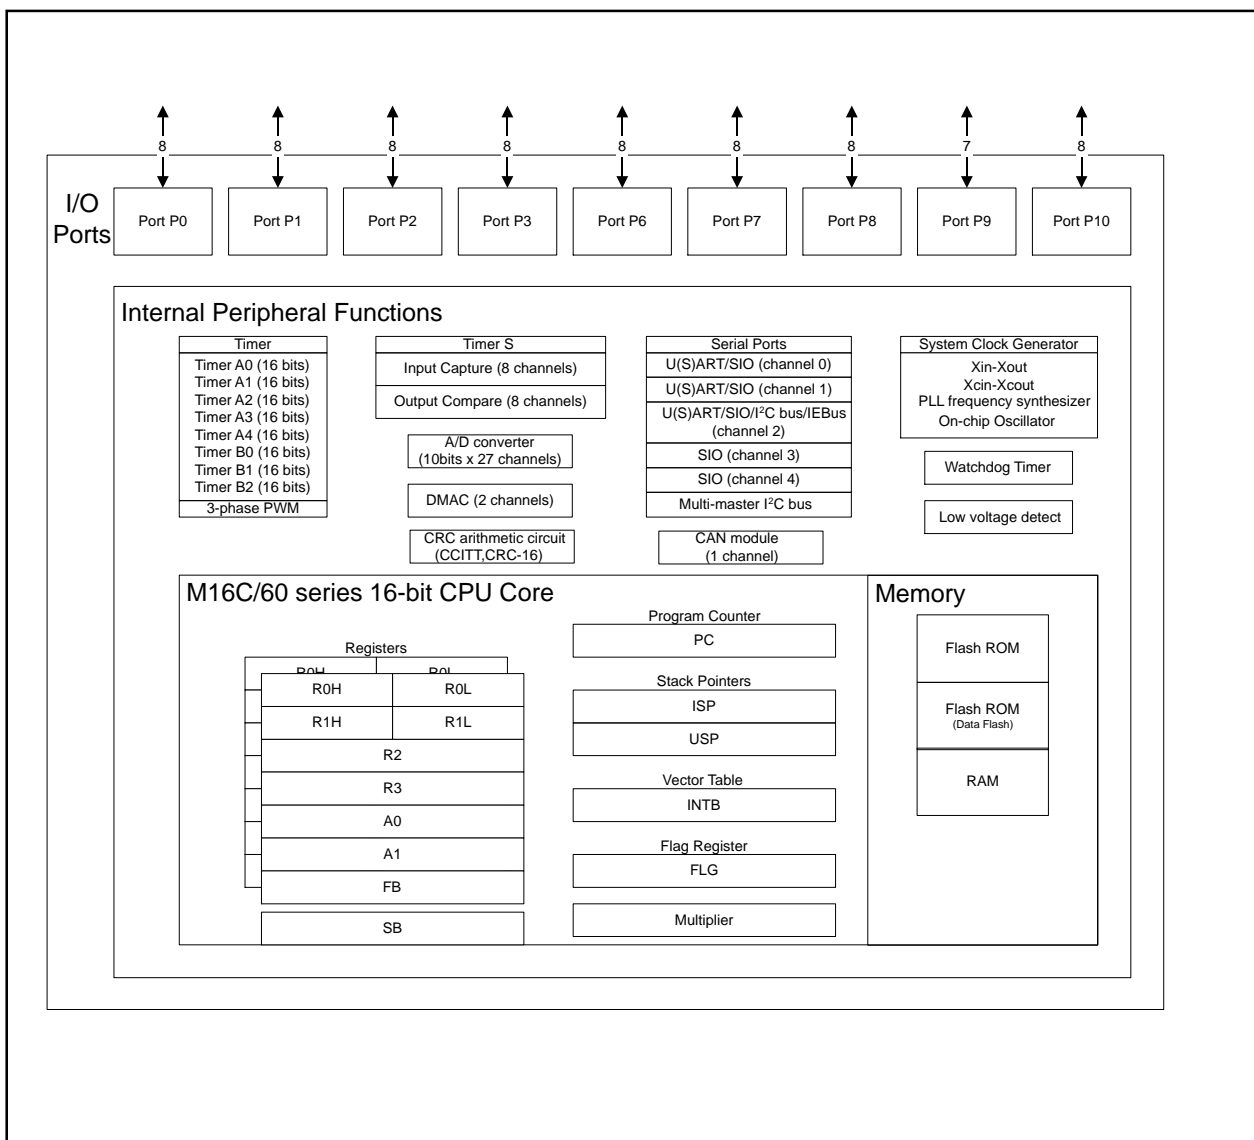 8 8 8 8 8 8 8 7 8
I/O
Ports
Port P0 Port P1 Port P2 Port P3 Port P6 Port P7 Port P8 Port P9 Port P10
Internal Peripheral Functions
Timer
Timer A0 (16 bits)
Timer A1 (16 bits)
Timer A2 (16 bits)
Timer A3 (16 bits)
Timer A4 (16 bits)
Timer B0 (16 bits)
Timer B1 (16 bits)
Timer B2 (16 bits)
3-phase PWM
Timer S
Input Capture (8 channels)
Output Compare (8 channels)
A/D converter
(10bits x 27 channels)
DMAC (2 channels)
CRC arithmetic circuit
(CCITT,CRC-16)
Serial Ports
U(S)ART/SIO (channel 0)
U(S)ART/SIO (channel 1)
U(S)ART/SIO/I²C bus/IEBus
(channel 2)
SIO (channel 3)
SIO (channel 4)
Multi-master I²C bus
CAN module
(1 channel)
System Clock Generator
Xin-Xout
Xcin-Xcout
PLL frequency synthesizer
On-chip Oscillator
Watchdog Timer
Low voltage detect
M16C/60 series 16-bit CPU Core
Registers
R0H R0L
R0H R0L
R1H R1L
R2
R3
A0
A1
FB
SB
Program Counter
PC
Stack Pointers
ISP
USP
Vector Table
INTB
Flag Register
FLG
Multiplier
Memory
Flash ROM
Flash ROM
(Data Flash)
RAM